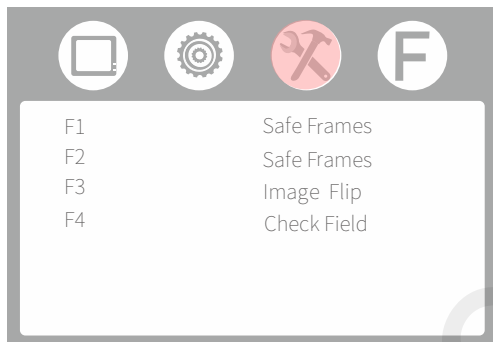 F
F1 Safe Frames
F2 Safe Frames
F3 Image Flip
F4 Check Field